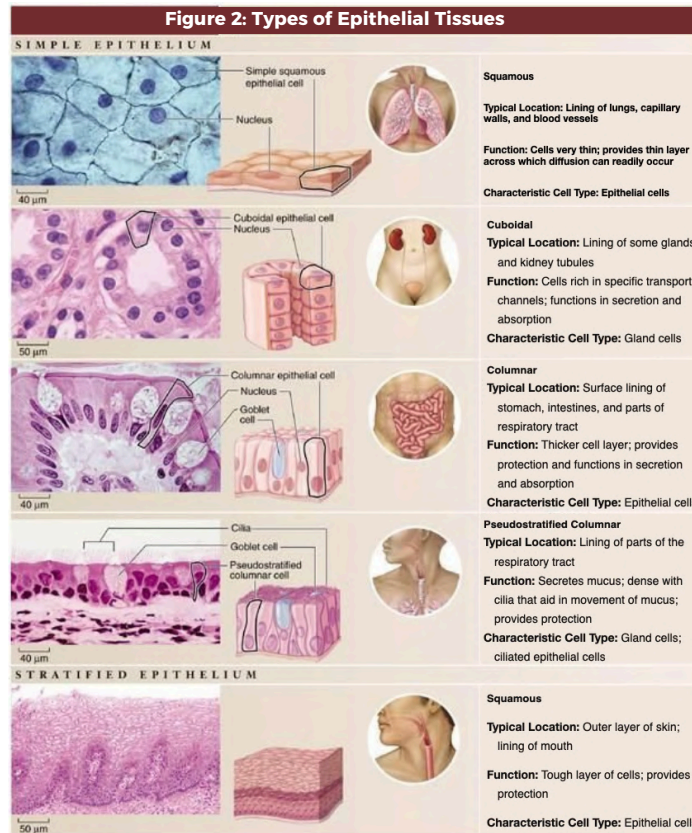 Figure 2: Types of Epithelial Tissues
SIMPLE EPITHELIUM
Simple squamous
epithelial cell
Nucleus
40 µm
Squamous
Typical Location: Lining of lungs, capillary
walls, and blood vessels
Function: Cells very thin; provides thin layer
across which diffusion can readily occur
Characteristic Cell Type: Epithelial cells
Cuboidal epithelial cell
Nucleus
50 µm
Cuboidal
Typical Location: Lining of some glands
and kidney tubules
Function: Cells rich in specific transport
channels; functions in secretion and
absorption
Characteristic Cell Type: Gland cells
Columnar epithelial cell
Nucleus
Goblet
cell
40 µm
Columnar
Typical Location: Surface lining of
stomach, intestines, and parts of
respiratory tract
Function: Thicker cell layer; provides
protection and functions in secretion
and absorption
Characteristic Cell Type: Epithelial cell
Cilia
Goblet cell
Pseudostratified
columnar cell
40 µm
Pseudostratified Columnar
Typical Location: Lining of parts of the
respiratory tract
Function: Secretes mucus; dense with
cilia that aid in movement of mucus;
provides protection
Characteristic Cell Type: Gland cells;
ciliated epithelial cells
STRATIFIED EPITHELIUM
50 µm
Squamous
Typical Location: Outer layer of skin;
lining of mouth
Function: Tough layer of cells; provides
protection
Characteristic Cell Type: Epithelial cell